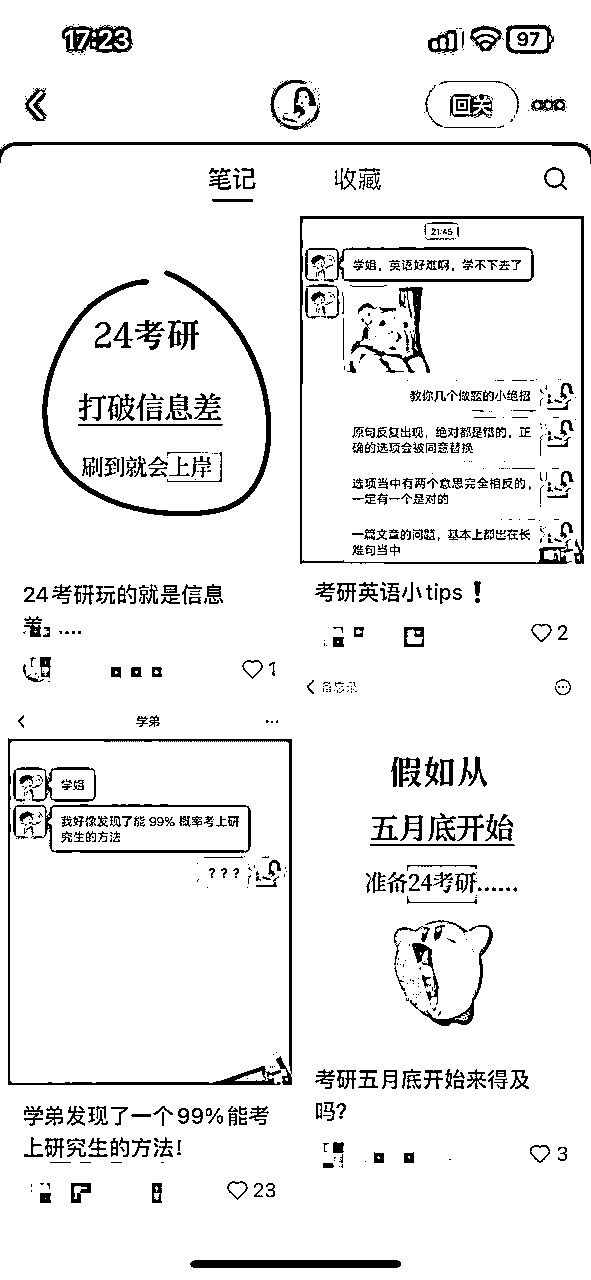 17:23
97
回关
笔记
收藏
24考研
打破信息差
刷到就会上岸
24考研玩的就是信息
差
1
21:45
学姐，英语好难啊，学不下去了
教你几个做题的小绝招
原句反复出现，绝对都是错的，正
确的选项会被同意替换
选项当中有两个意思完全相反的，
一定有一个是对的
一篇文章的问题，基本上都出在长
难句当中
考研英语小tips❗
2
学弟
学姐
我好像发现了能 99% 概率考上研
究生的方法
？？？
学弟发现了一个99%能考
上研究生的方法!
23
备忘录
假如从
五月底开始
准备24考研......
考研五月底开始来得及
吗?
3